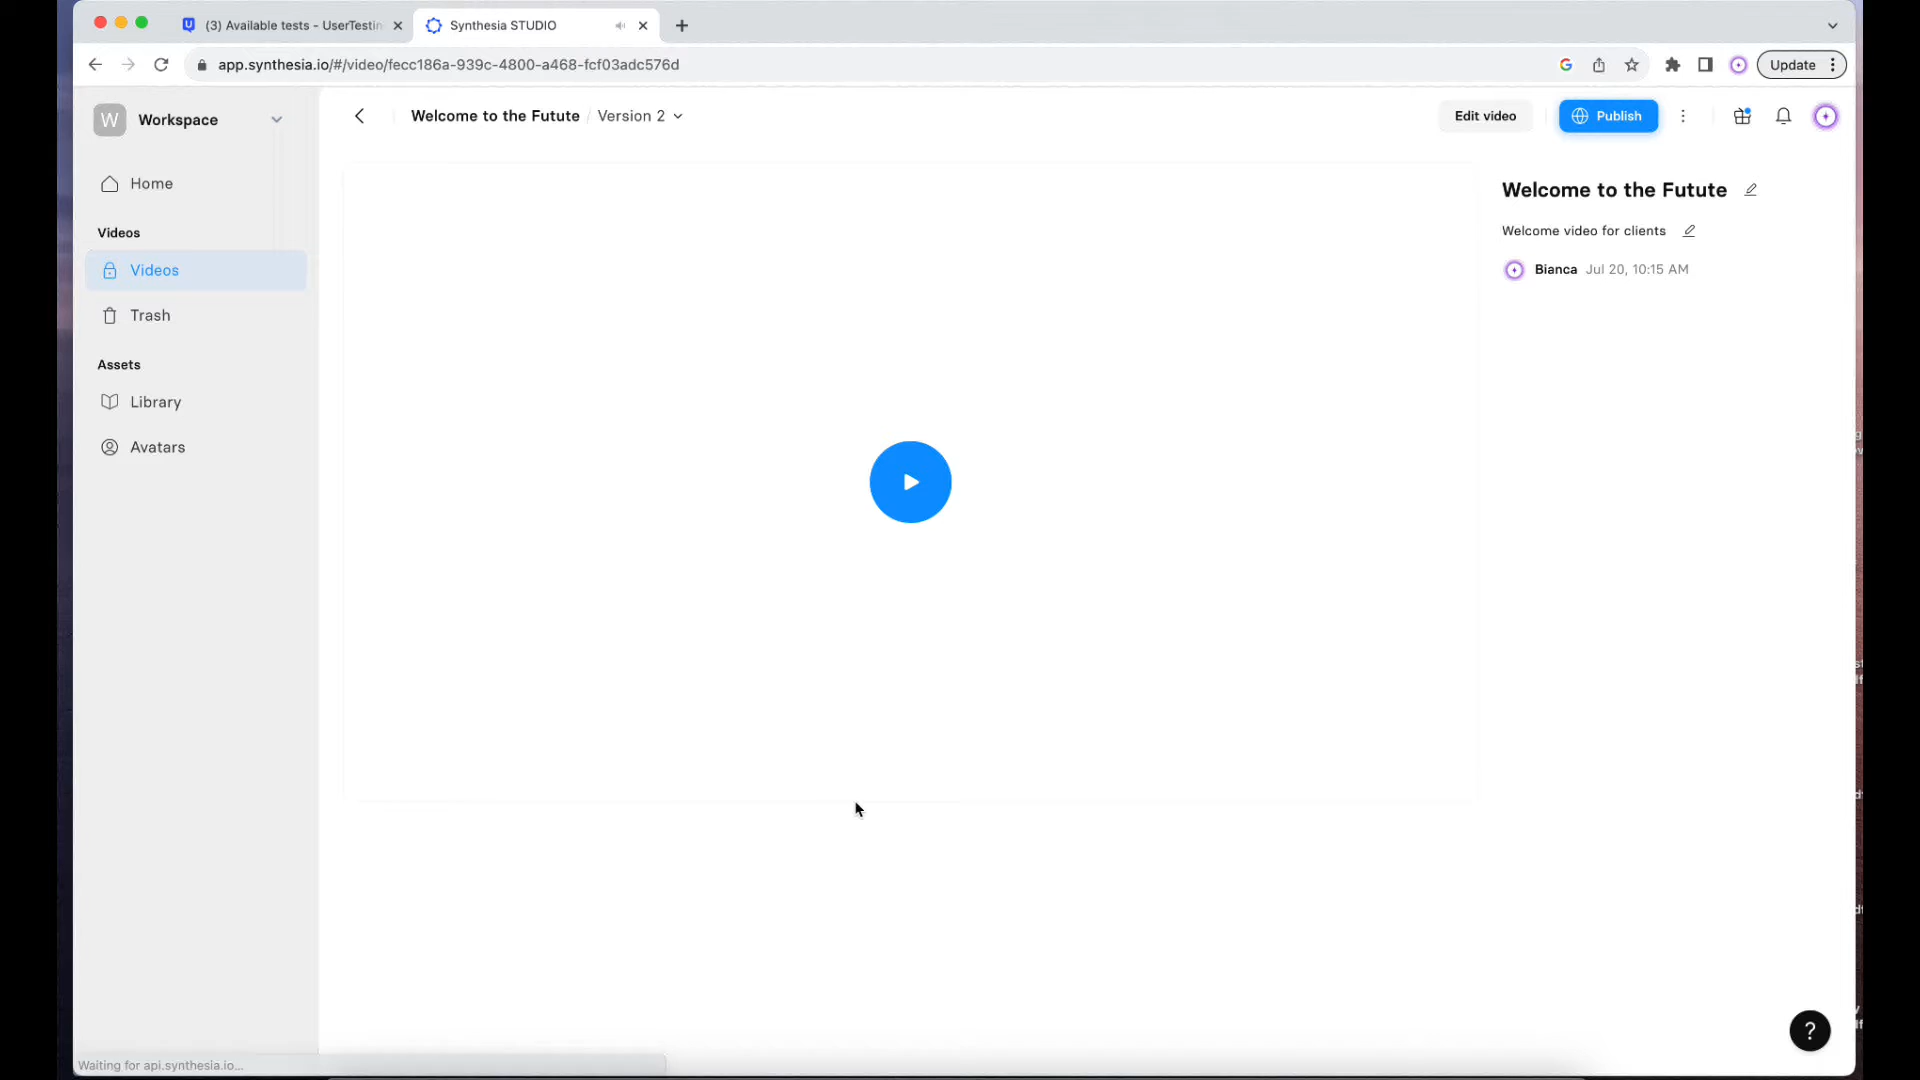 (3) Available tests - UserTestin
Synthesia STUDIO
app.synthesia.io/#/video/fecc186a-939c-4800-a468-fcf03adc576d
Update
W
Workspace
Welcome to the Futute / Version 2
Edit video
Publish
Home
Videos
Videos
Trash
Assets
Library
Avatars
Welcome to the Futute
Welcome video for clients
Bianca Jul 20, 10:15 AM
?
Waiting for api.synthesia.io...